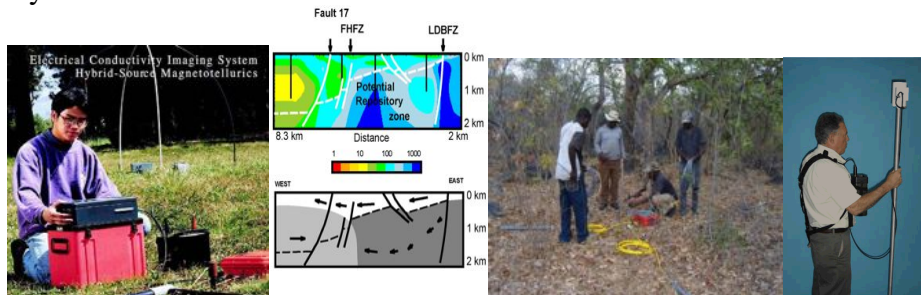 y
Electrical Conductivity Imaging System
Hybrid-Source Magnetotellurics
Fault 17
FHFZ
LDBFZ
0 km
Potential
Repository
zone
1 km
2 km
8.3 km
Distance
2 km
1 10 100 1000
WEST
EAST
0 km
1 km
2 km